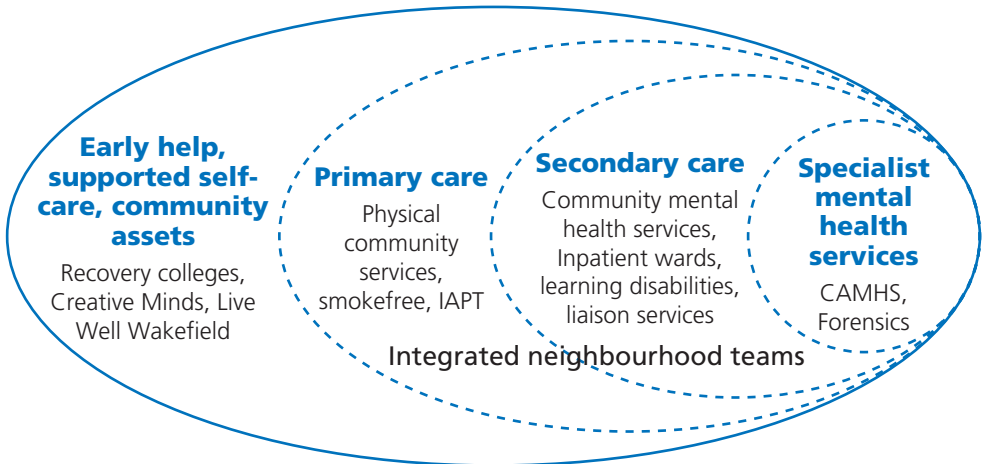 Early help,
supported self-
care, community
assets
Recovery colleges,
Creative Minds, Live
Well Wakefield
Primary care
Physical
community
services,
smokefree, IAPT
Secondary care
Community mental
health services,
Inpatient wards,
learning disabilities,
liaison services
Specialist
mental
health
services
CAMHS,
Forensics
Integrated neighbourhood teams